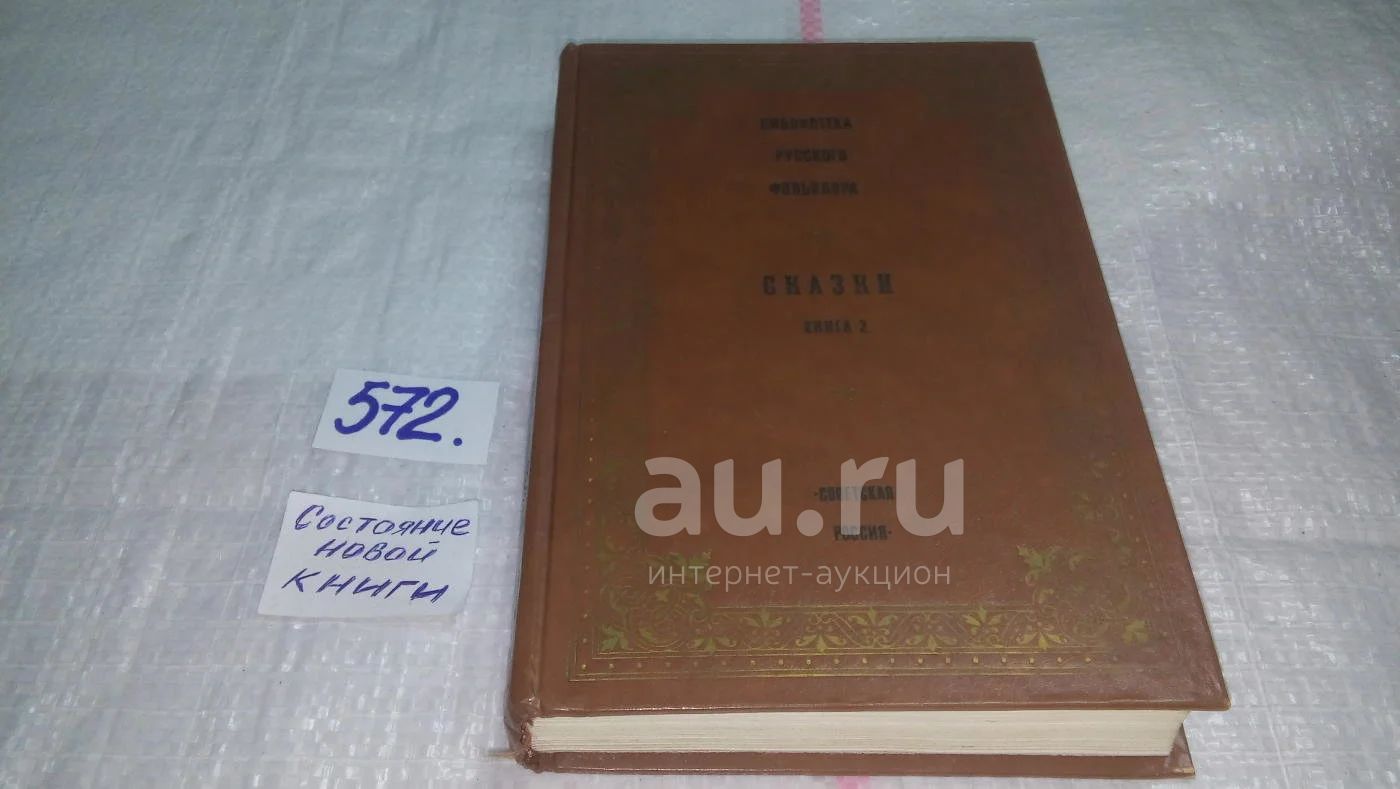 БИБЛИОТЕКА
РУССКОГО
ФОЛЬКЛОРА
СКАЗКИ
КНИГА 2
572.
Состояние
новой
книги
au.ru
интернет-аукцион
·СОВЕТСКАЯ
РОССИЯ·